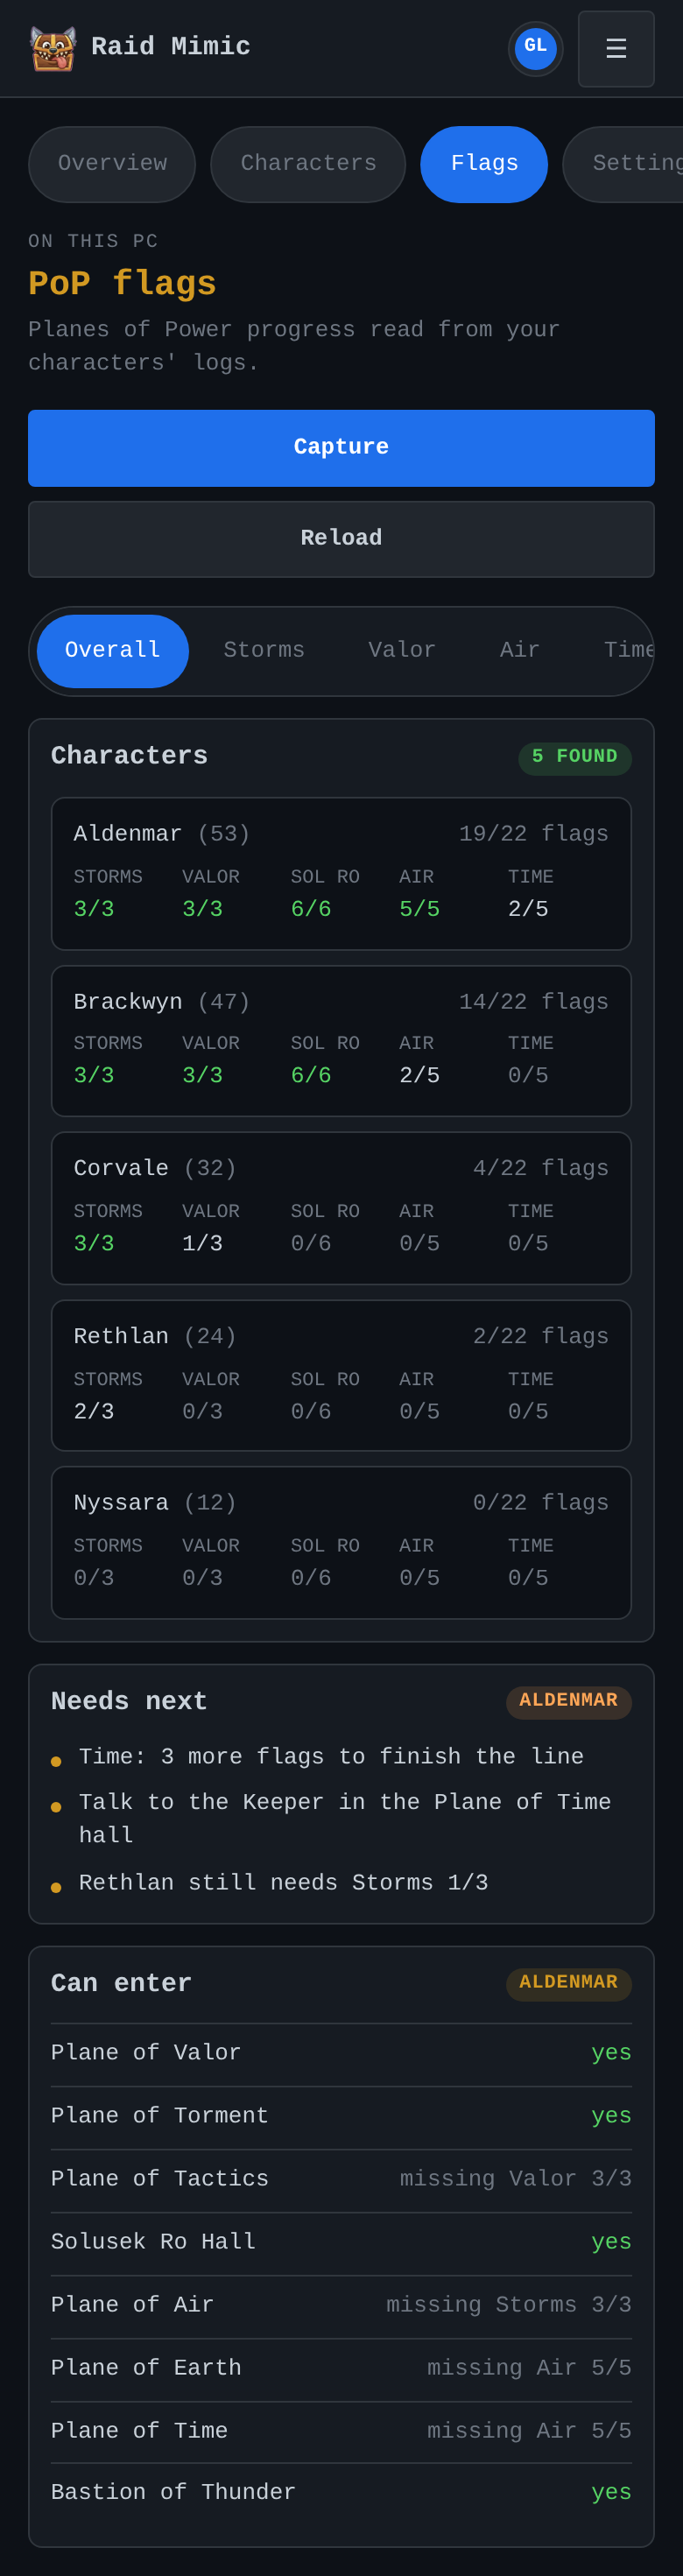 Raid Mimic
GL
☰
Overview
Characters
Flags
Setting
ON THIS PC
PoP flags
Planes of Power progress read from your
characters' logs.
Capture
Reload
Overall
Storms
Valor
Air
Time
Characters
5 FOUND
Aldenmar (53)
19/22 flags
STORMS VALOR SOL RO AIR TIME
3/3 3/3 6/6 5/5 2/5
Brackwyn (47)
14/22 flags
STORMS VALOR SOL RO AIR TIME
3/3 3/3 6/6 2/5 0/5
Corvale (32)
4/22 flags
STORMS VALOR SOL RO AIR TIME
3/3 1/3 0/6 0/5 0/5
Rethlan (24)
2/22 flags
STORMS VALOR SOL RO AIR TIME
2/3 0/3 0/6 0/5 0/5
Nyssara (12)
0/22 flags
STORMS VALOR SOL RO AIR TIME
0/3 0/3 0/6 0/5 0/5
Needs next
ALDENMAR
Time: 3 more flags to finish the line
Talk to the Keeper in the Plane of Time
hall
Rethlan still needs Storms 1/3
Can enter
ALDENMAR
Plane of Valor yes
Plane of Torment yes
Plane of Tactics missing Valor 3/3
Solusek Ro Hall yes
Plane of Air missing Storms 3/3
Plane of Earth missing Air 5/5
Plane of Time missing Air 5/5
Bastion of Thunder yes